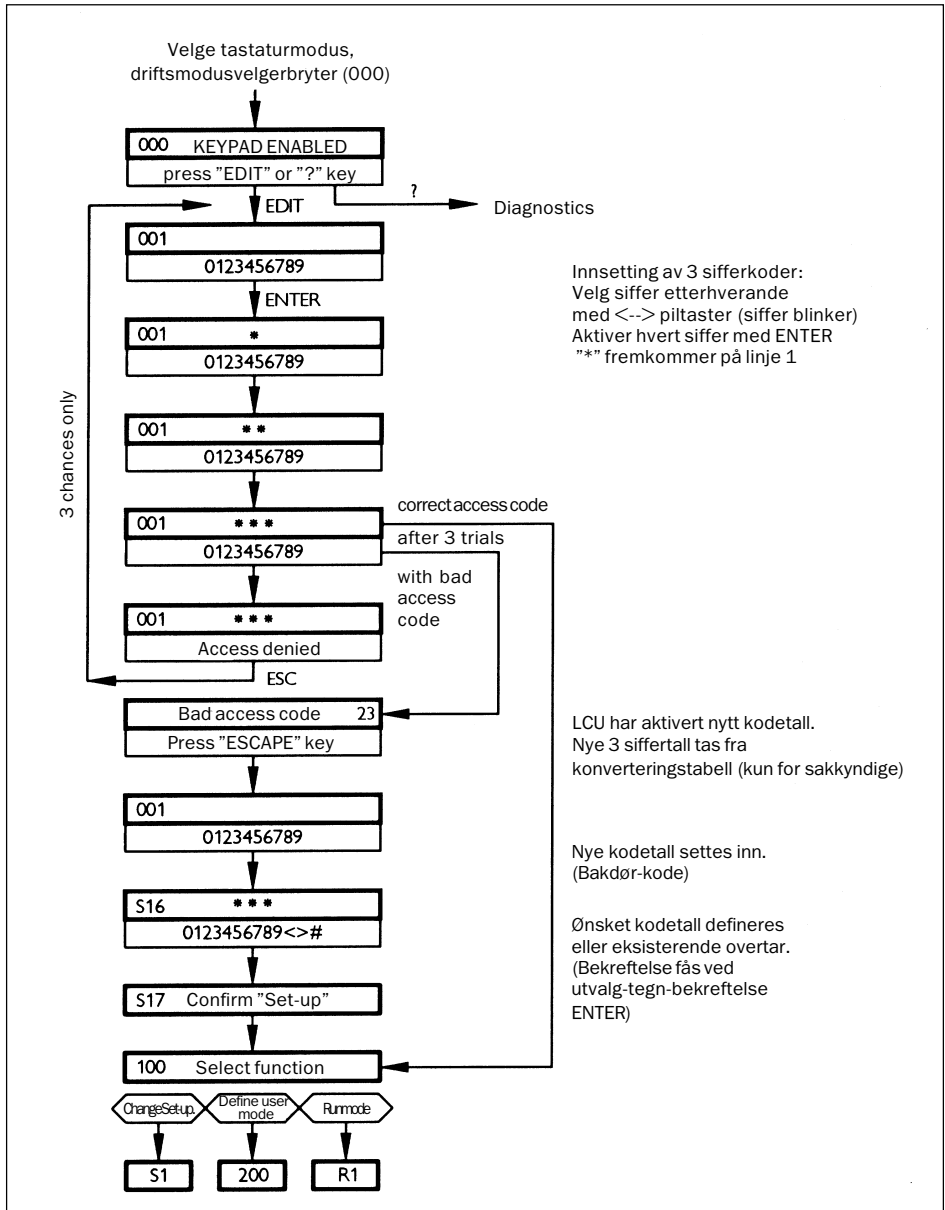 Velge tastaturmodus,
driftsmodusvelgerbryter (000)
000 KEYPAD ENABLED
press "EDIT" or "?" key
?
EDIT
Diagnostics
001
0123456789
ENTER
Innsetting av 3 sifferkoder:
Velg siffer etterhverande
med <--> piltaster (siffer blinker)
Aktiver hvert siffer med ENTER
"*" fremkommer på linje 1
001 *
0123456789
3 chances only
001 **
0123456789
001 ***
0123456789
correct access code
after 3 trials
with bad
access
code
001 ***
Access denied
ESC
Bad access code 23
Press "ESCAPE" key
LCU har aktivert nytt kodetall.
Nye 3 siffertall tas fra
konverteringstabell (kun for sakkyndige)
001
0123456789
Nye kodetall settes inn.
(Bakdør-kode)
S16 ***
0123456789<>#
Ønsket kodetall defineres
eller eksisterende overtar.
(Bekreftelse fås ved
utvalg-tegn-bekreftelse
ENTER)
S17 Confirm "Set-up"
100 Select function
Change Set-up.
Define user
mode
Runmode
S1
200
R1